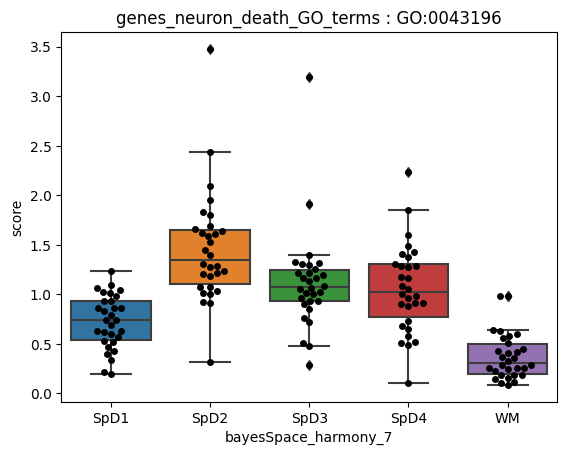 genes_neuron_death_GO_terms : GO:0043196
3.5
3.0
2.5
2.0
1.5
1.0
0.5
0.0
score
SpD1 SpD2 SpD3 SpD4 WM
bayesSpace_harmony_7